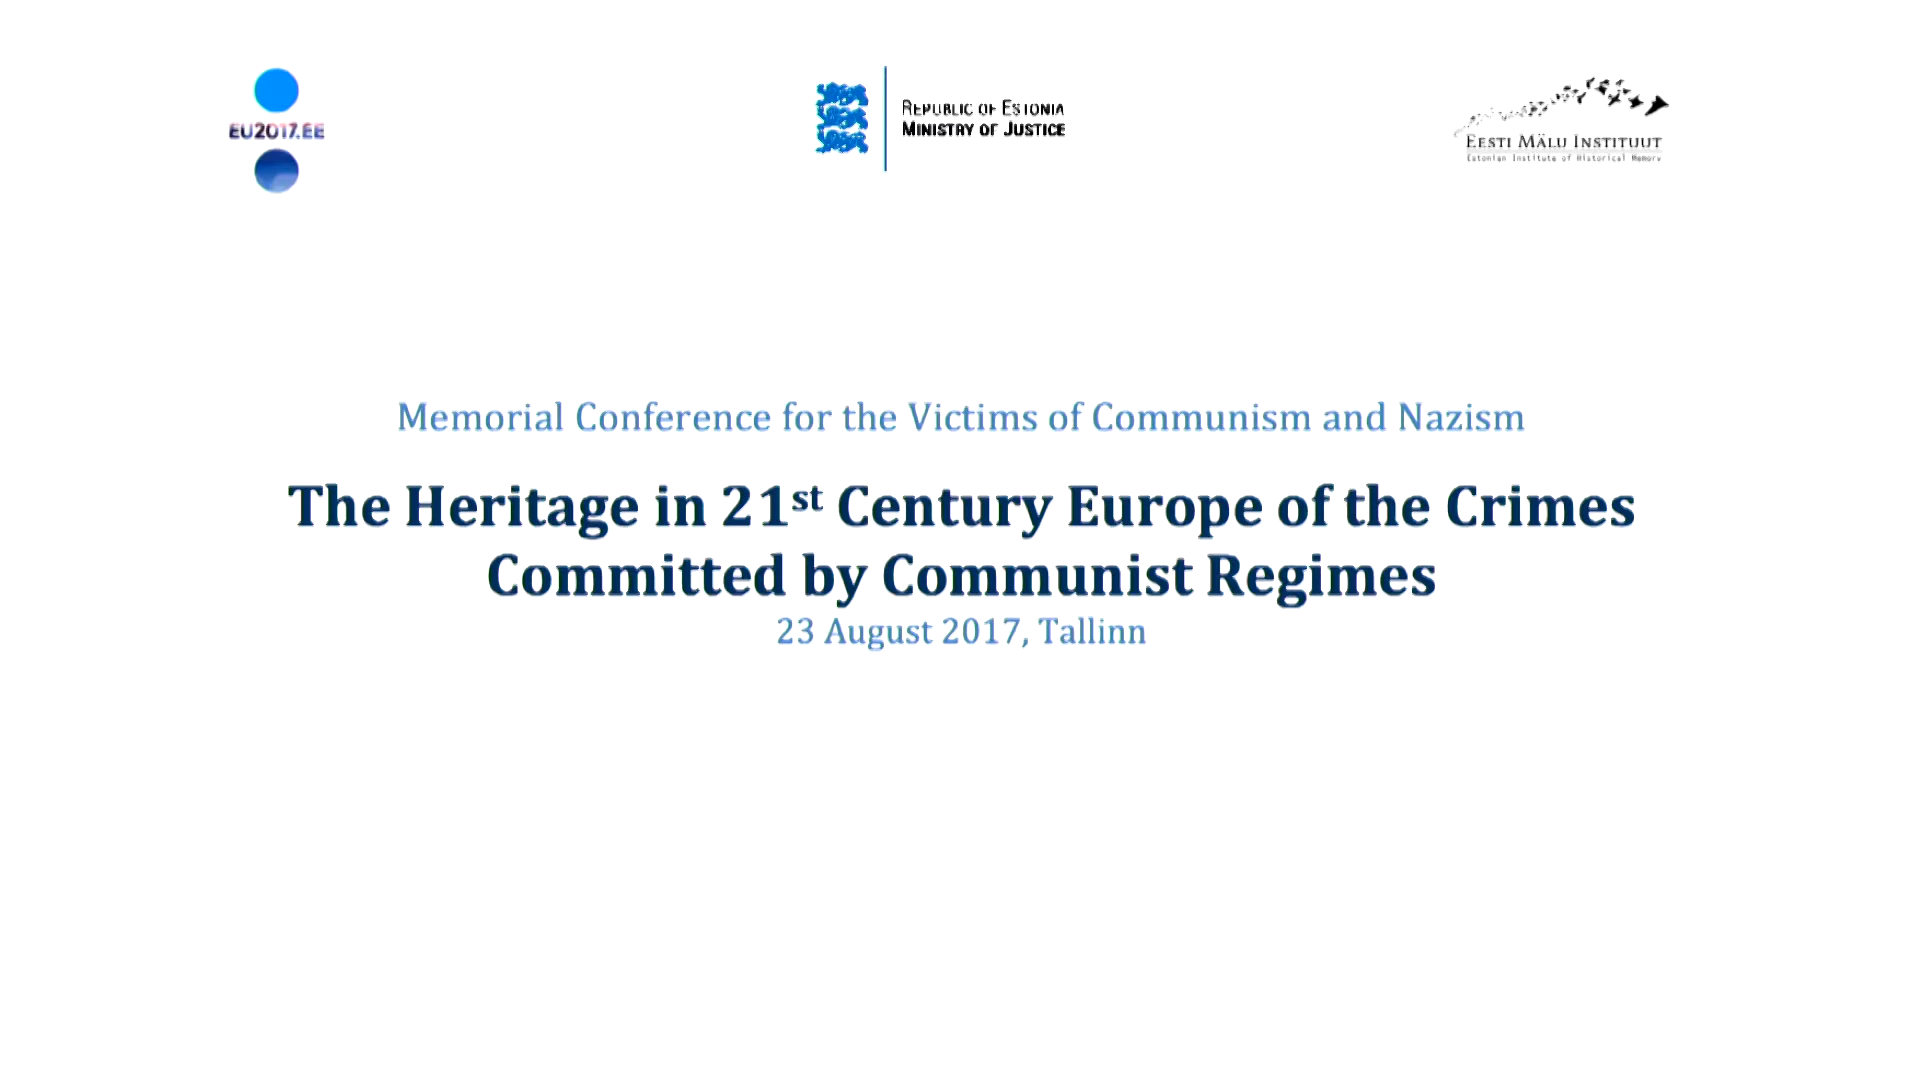 EU2017.EE
REPUBLIC OF ESTONIA
MINISTRY OF JUSTICE
EESTI MÄLU INSTITUUT
Estonian Institute of Historical Memory
Memorial Conference for the Victims of Communism and Nazism
The Heritage in 21st Century Europe of the Crimes
Committed by Communist Regimes
23 August 2017, Tallinn